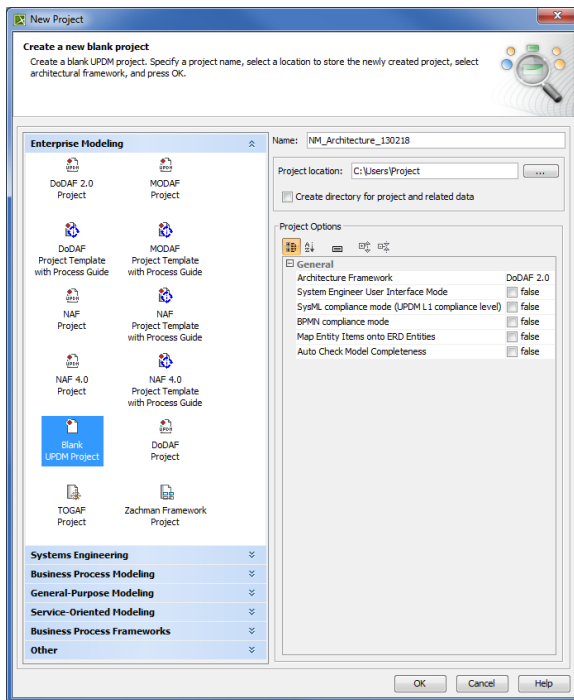 New Project
Create a new blank project
Create a blank UPDM project. Specify a project name, select a location to store the newly created project, select
architectural framework, and press OK.
Enterprise Modeling
DoDAF 2.0
Project
MODAF
Project
DoDAF
Project Template
with Process Guide
MODAF
Project Template
with Process Guide
NAF
Project
NAF
Project Template
with Process Guide
NAF 4.0
Project
NAF 4.0
Project Template
with Process Guide
Blank
UPDM Project
DoDAF
Project
TOGAF
Project
Zachman Framework
Project
Systems Engineering
Business Process Modeling
General-Purpose Modeling
Service-Oriented Modeling
Business Process Frameworks
Other
Name: NM_Architecture_130218
Project location: C:\Users\Project ...
Create directory for project and related data
Project Options
General
Architecture Framework DoDAF 2.0
System Engineer User Interface Mode false
SysML compliance mode (UPDM L1 compliance level) false
BPMN compliance mode false
Map Entity Items onto ERD Entities false
Auto Check Model Completeness false
OK Cancel Help